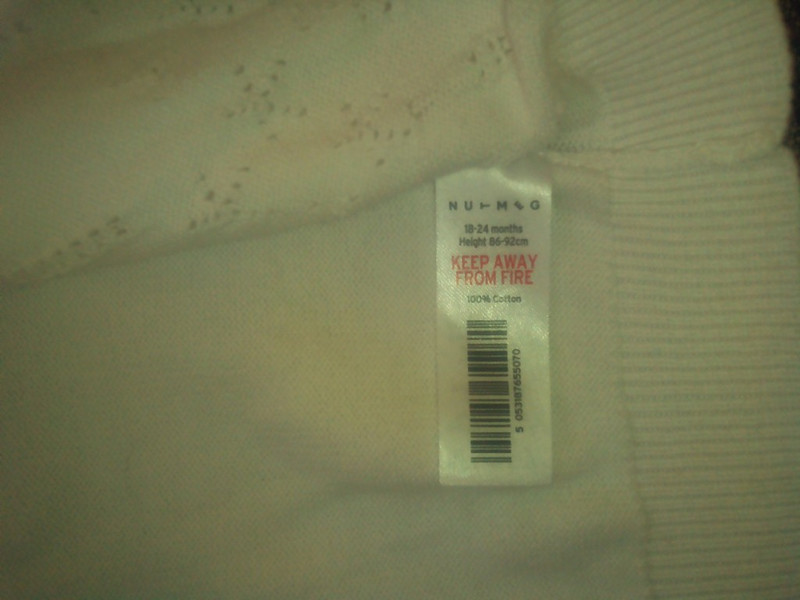 NUTMEG
18-24 months
Height 86-92cm
KEEP AWAY
FROM FIRE
100% Cotton
5 053187655070